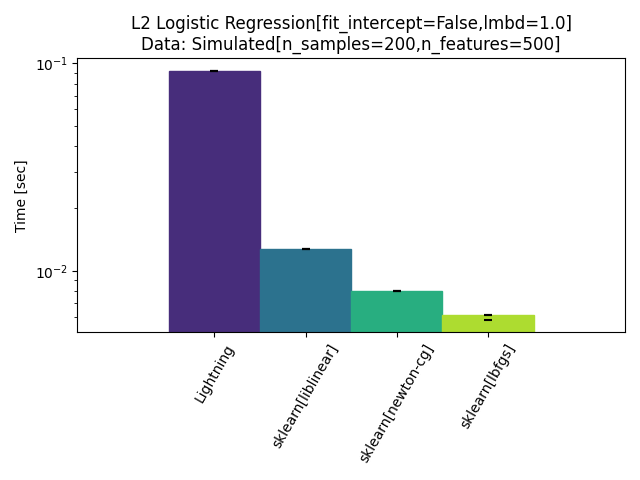 L2 Logistic Regression[fit_intercept=False,lmbd=1.0]
Data: Simulated[n_samples=200,n_features=500]
10⁻¹
10⁻²
Time [sec]
Lightning
sklearn[liblinear]
sklearn[newton-cg]
sklearn[lbfgs]